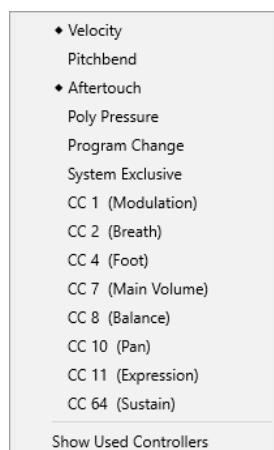 ◆ Velocity
Pitchbend
◆ Aftertouch
Poly Pressure
Program Change
System Exclusive
CC 1 (Modulation)
CC 2 (Breath)
CC 4 (Foot)
CC 7 (Main Volume)
CC 8 (Balance)
CC 10 (Pan)
CC 11 (Expression)
CC 64 (Sustain)
Show Used Controllers